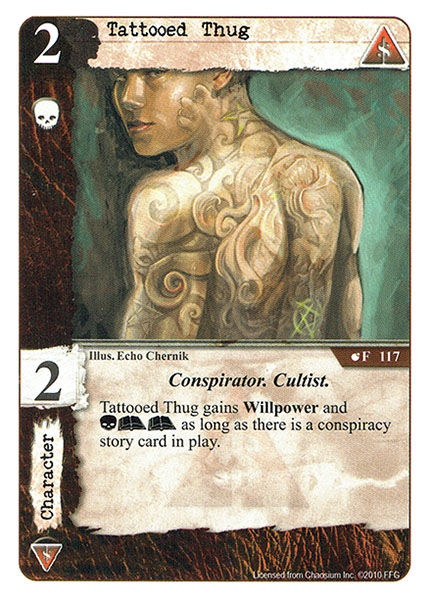 2
Tattooed Thug
Illus. Echo Chernik
F 117
2
Conspirator. Cultist.
Tattooed Thug gains Willpower and
as long as there is a conspiracy
story card in play.
Character
Licensed from Chaosium Inc. ©2010 FFG